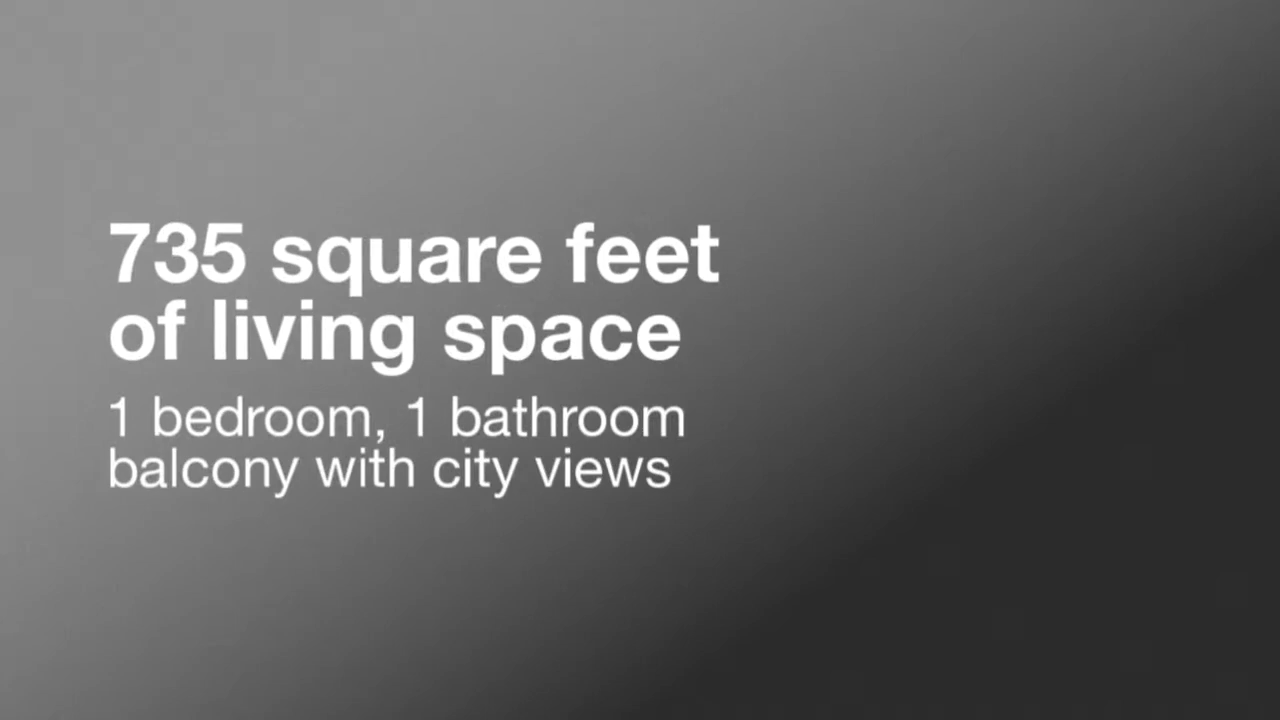 735 square feet
of living space
1 bedroom, 1 bathroom
balcony with city views